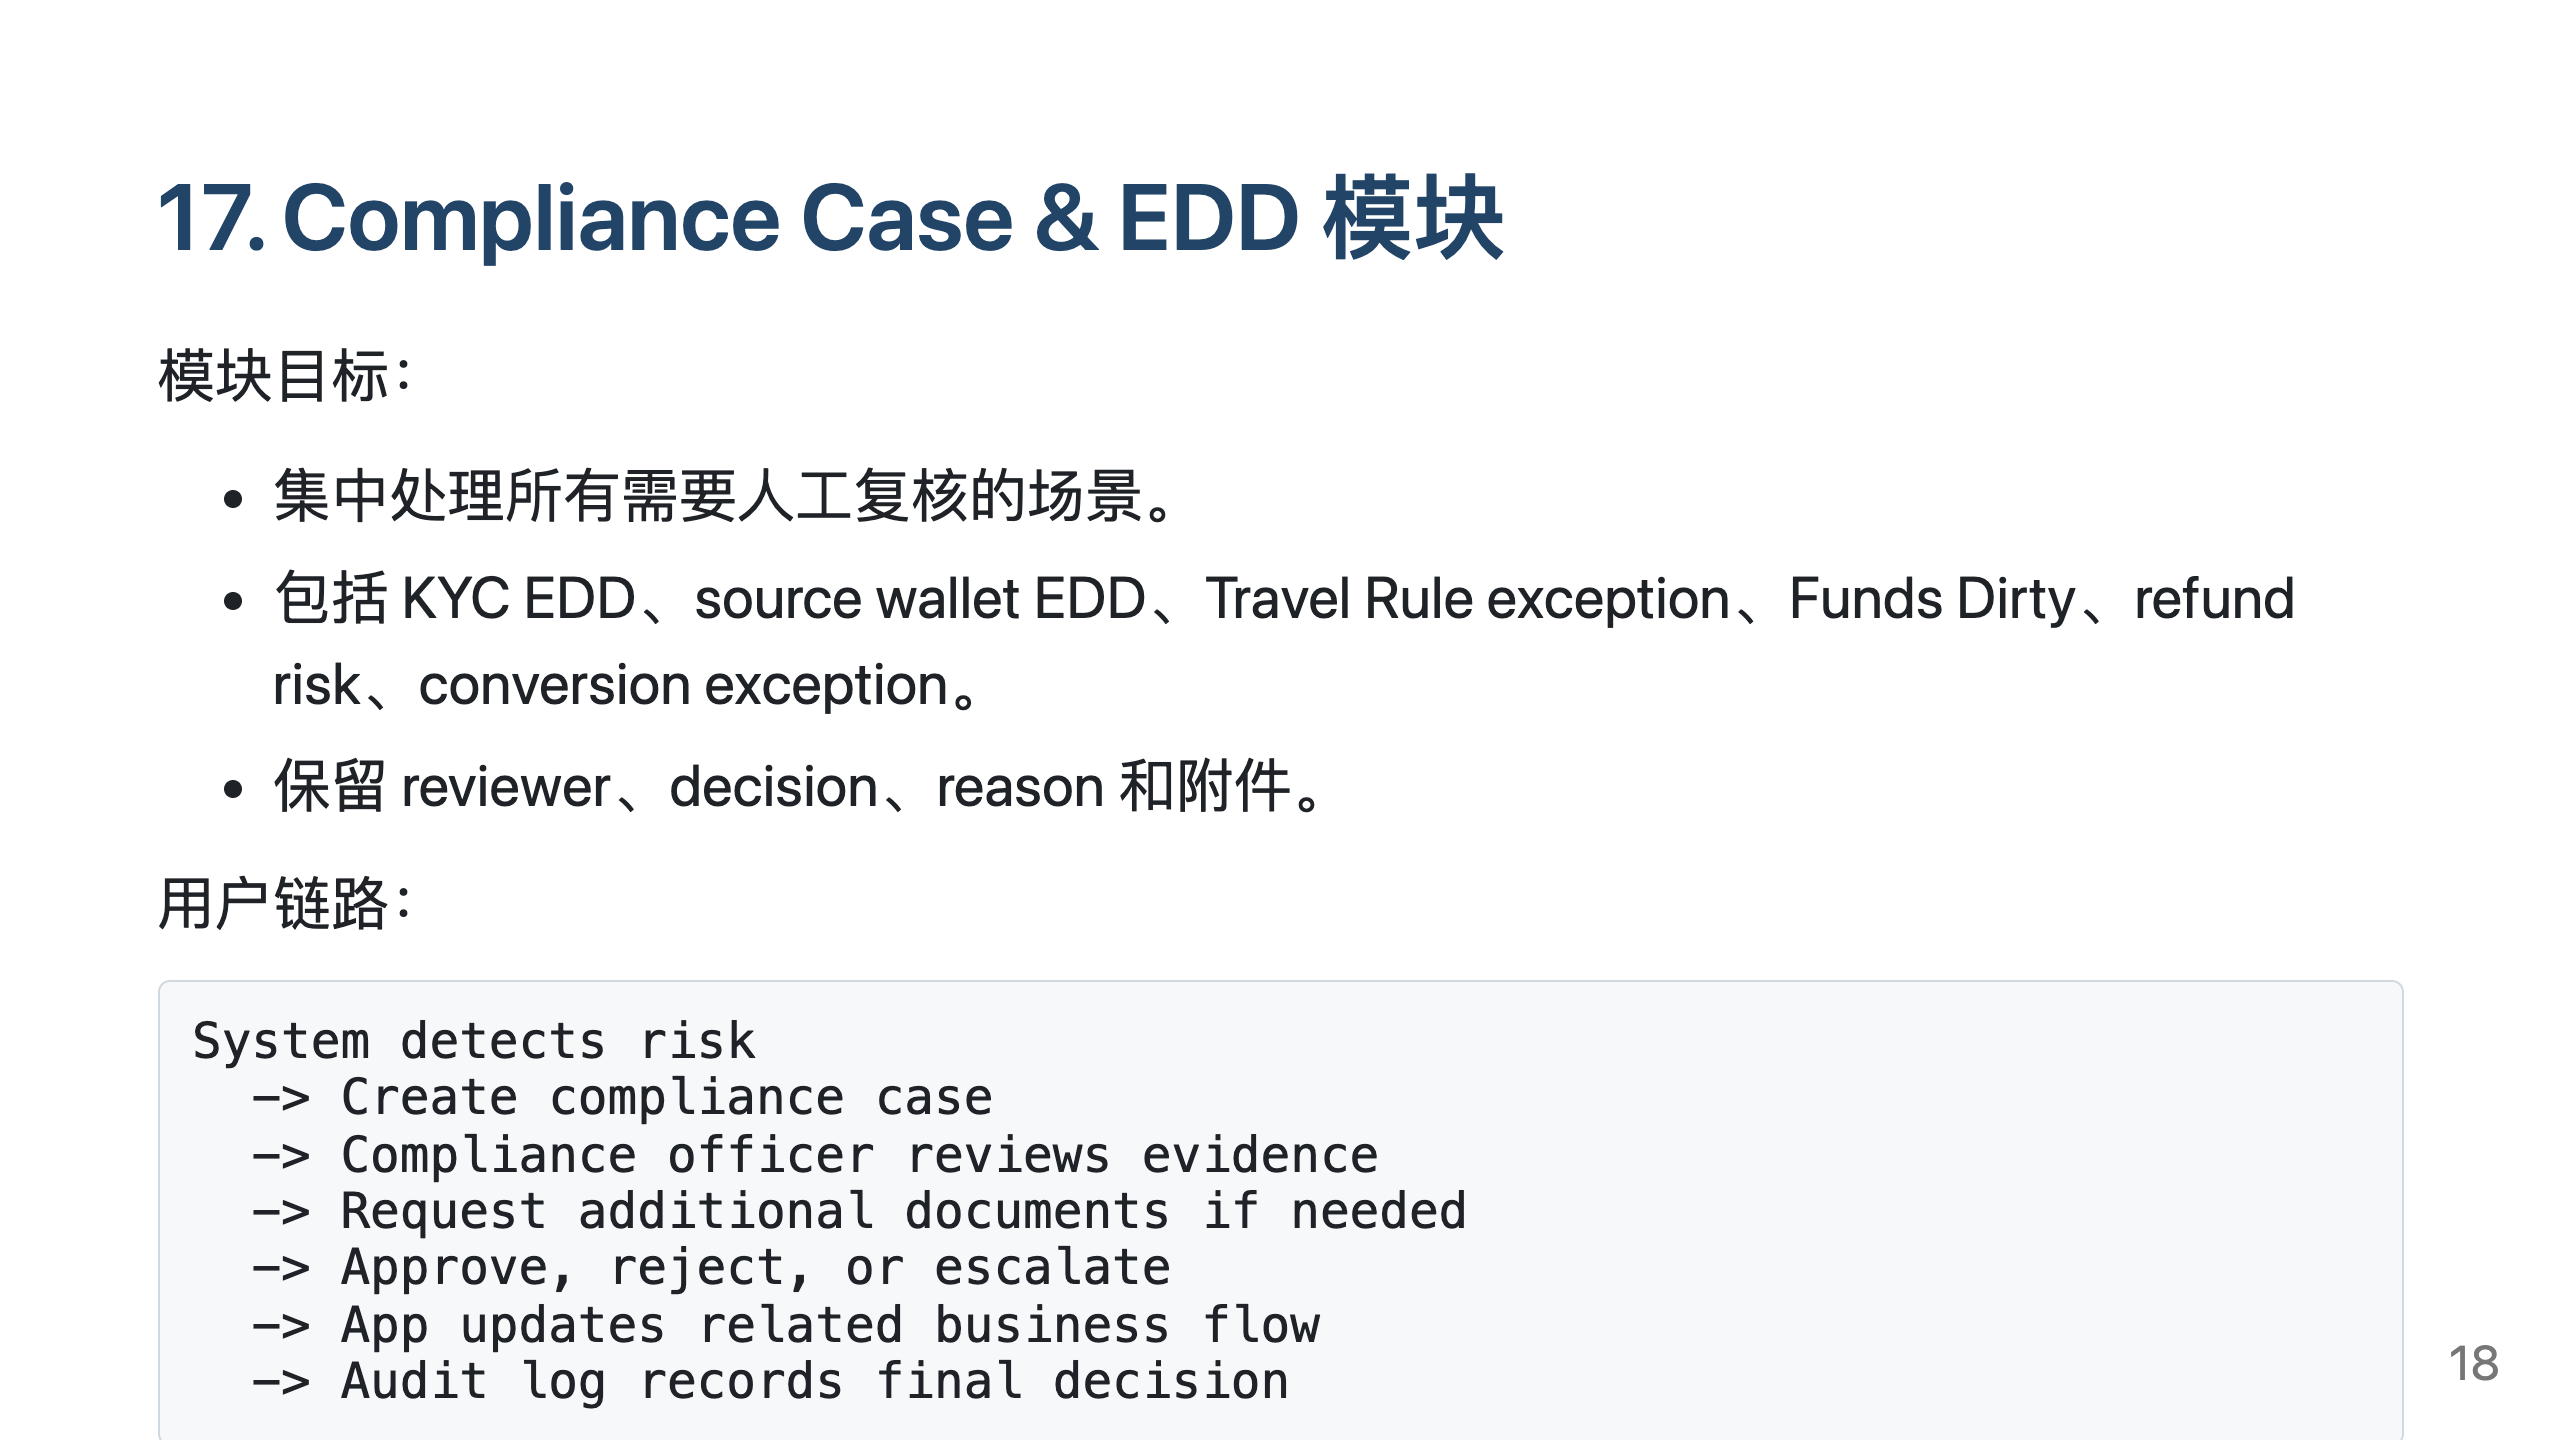 17. Compliance Case & EDD 模块
模块目标：
• 集中处理所有需要人工复核的场景。
• 包括 KYC EDD、source wallet EDD、Travel Rule exception、Funds Dirty、refund
risk、conversion exception。
• 保留 reviewer、decision、reason 和附件。
用户链路：
System detects risk
  -> Create compliance case
  -> Compliance officer reviews evidence
  -> Request additional documents if needed
  -> Approve, reject, or escalate
  -> App updates related business flow
  -> Audit log records final decision
18